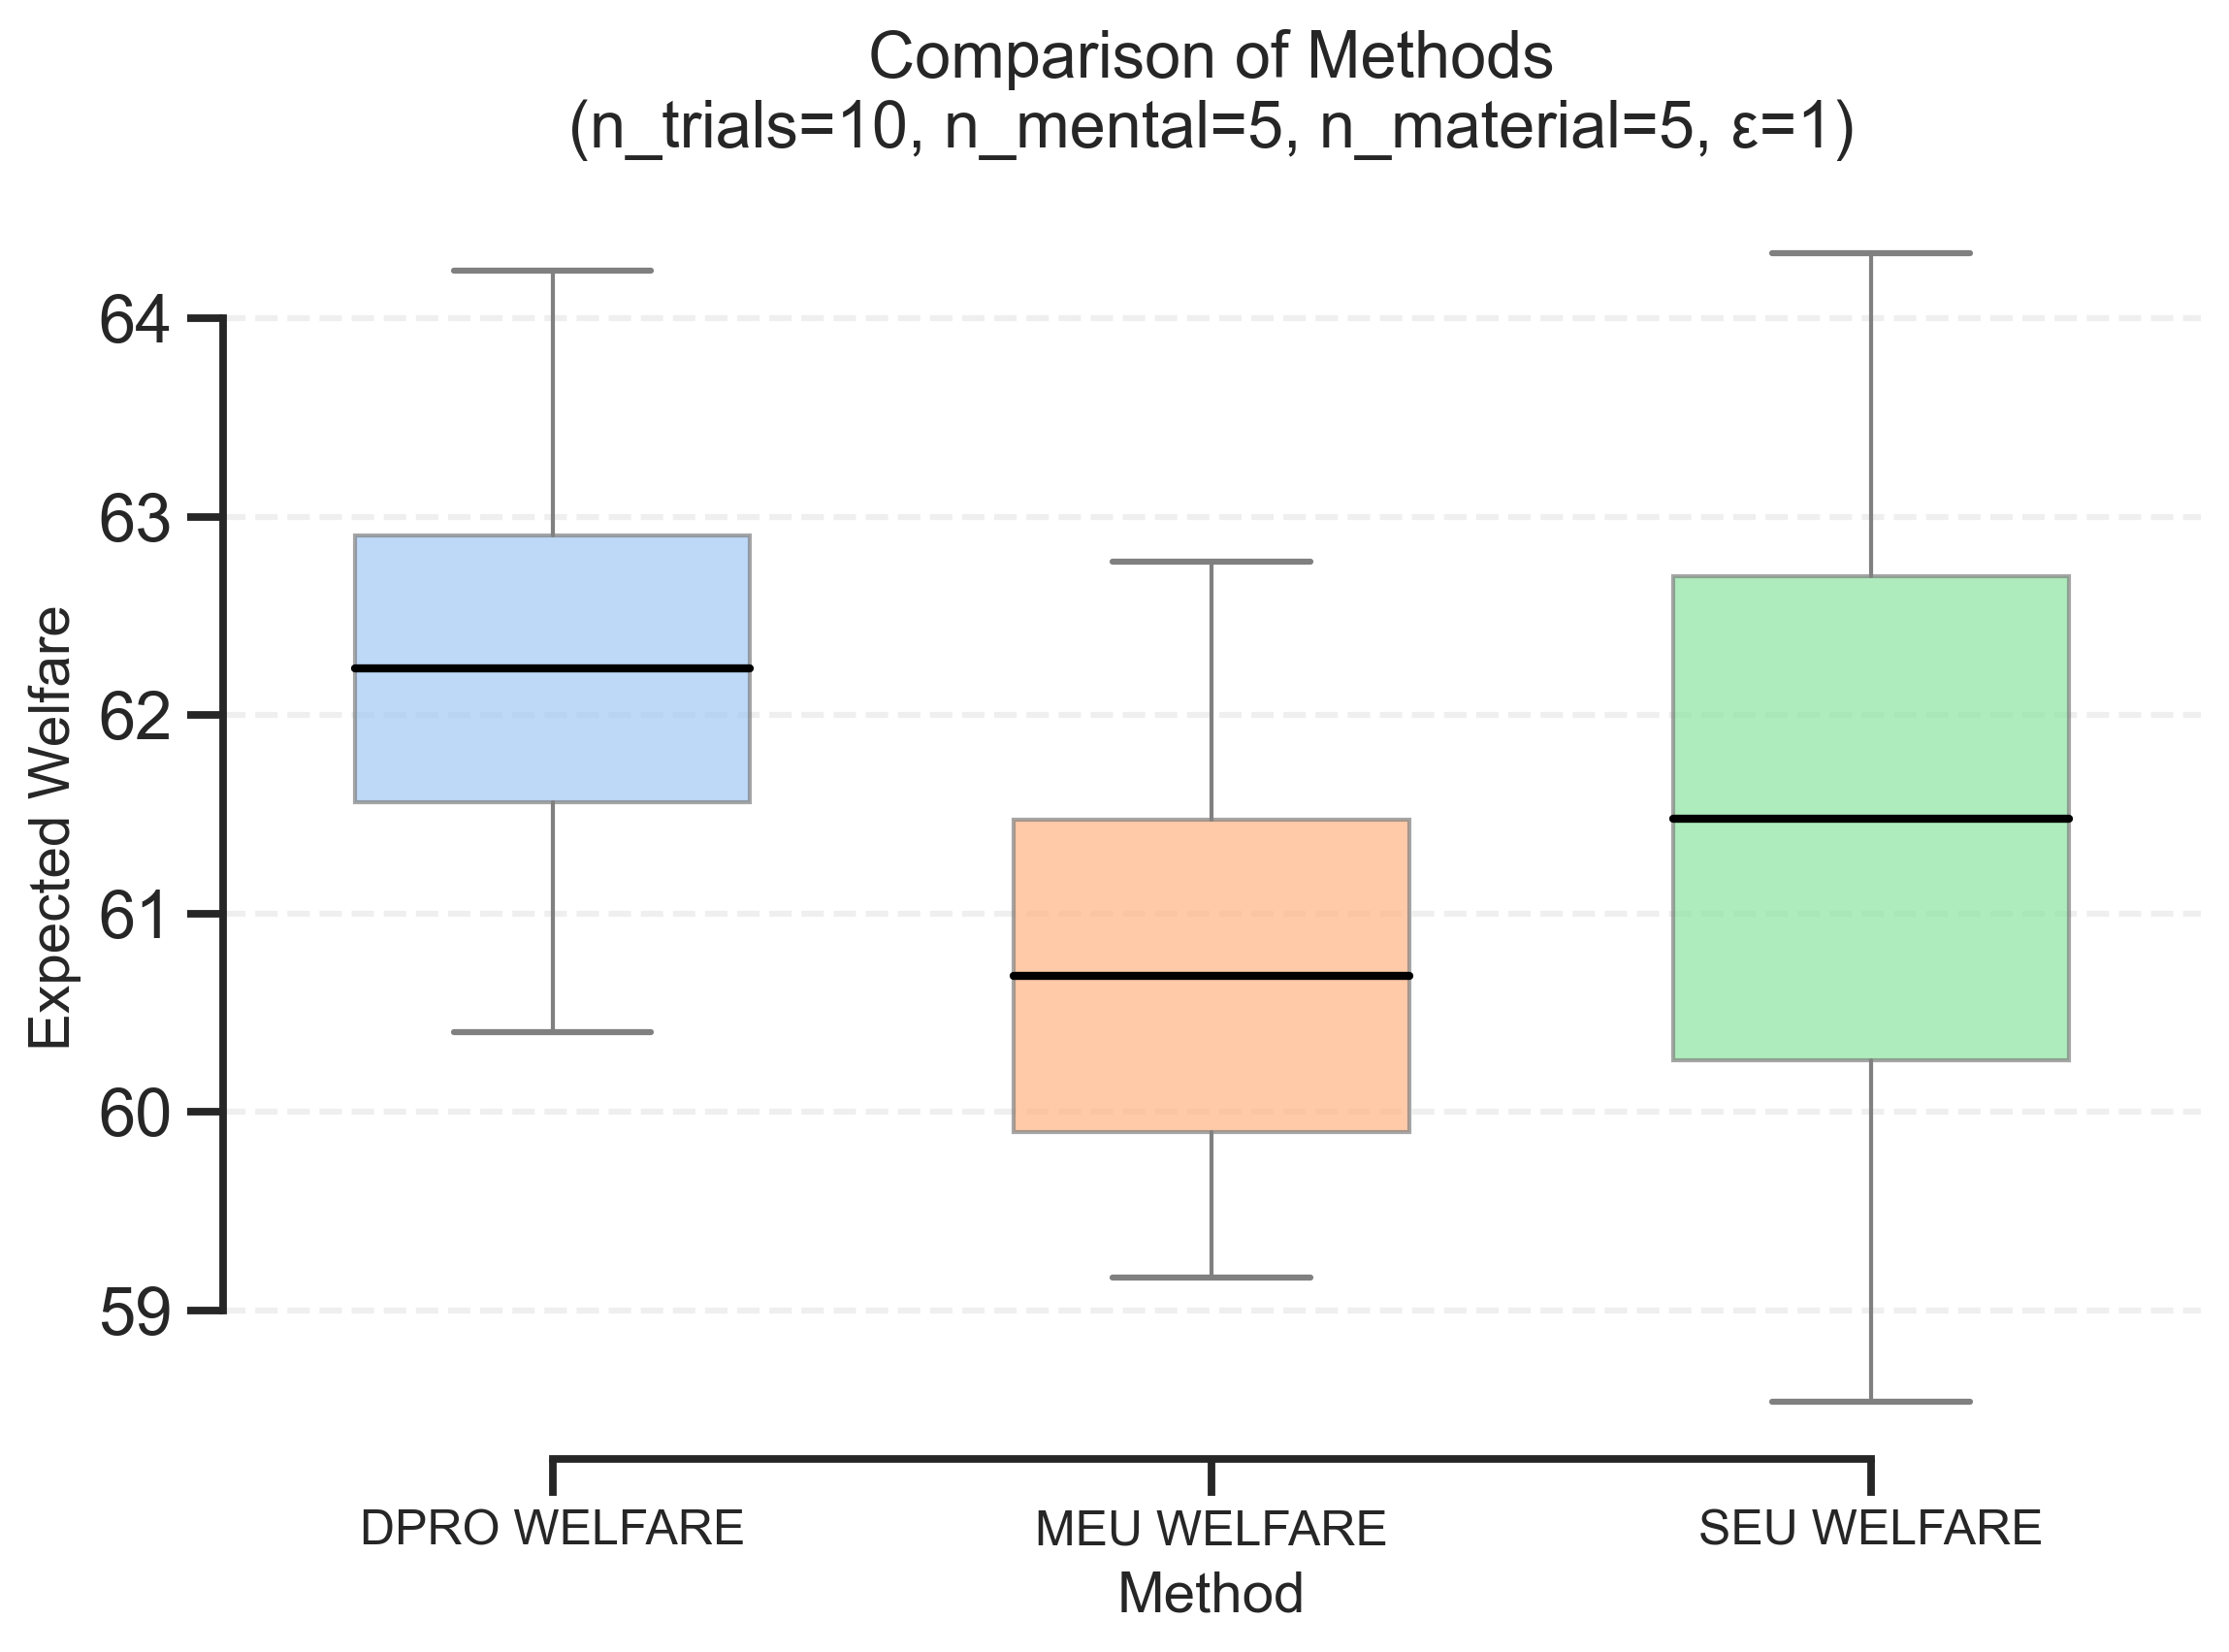 Comparison of Methods
(n_trials=10, n_mental=5, n_material=5, ε=1)
Expected Welfare
64
63
62
61
60
59
DPRO WELFARE
MEU WELFARE
SEU WELFARE
Method